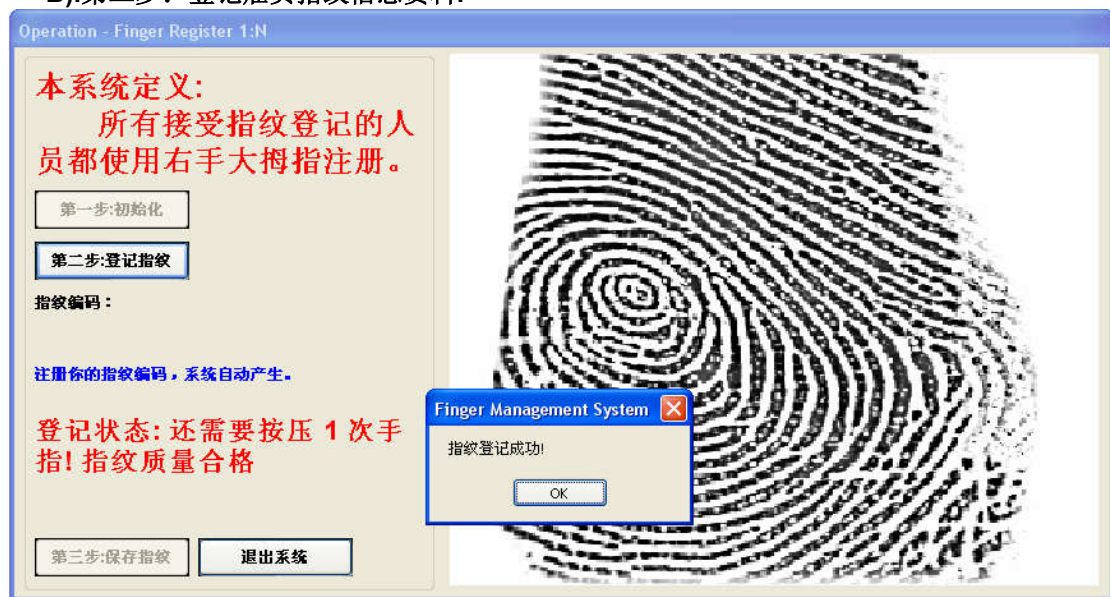 Operation - Finger Register 1:N
本系统定义:
所有接受指纹登记的人
员都使用右手大拇指注册。
第一步:初始化
第二步:登记指纹
指纹编码：
注册你的指纹编码，系统自动产生。
Finger Management System
指纹登记成功!
OK
登记状态: 还需要按压 1 次手
指! 指纹质量合格
第三步:保存指纹
退出系统